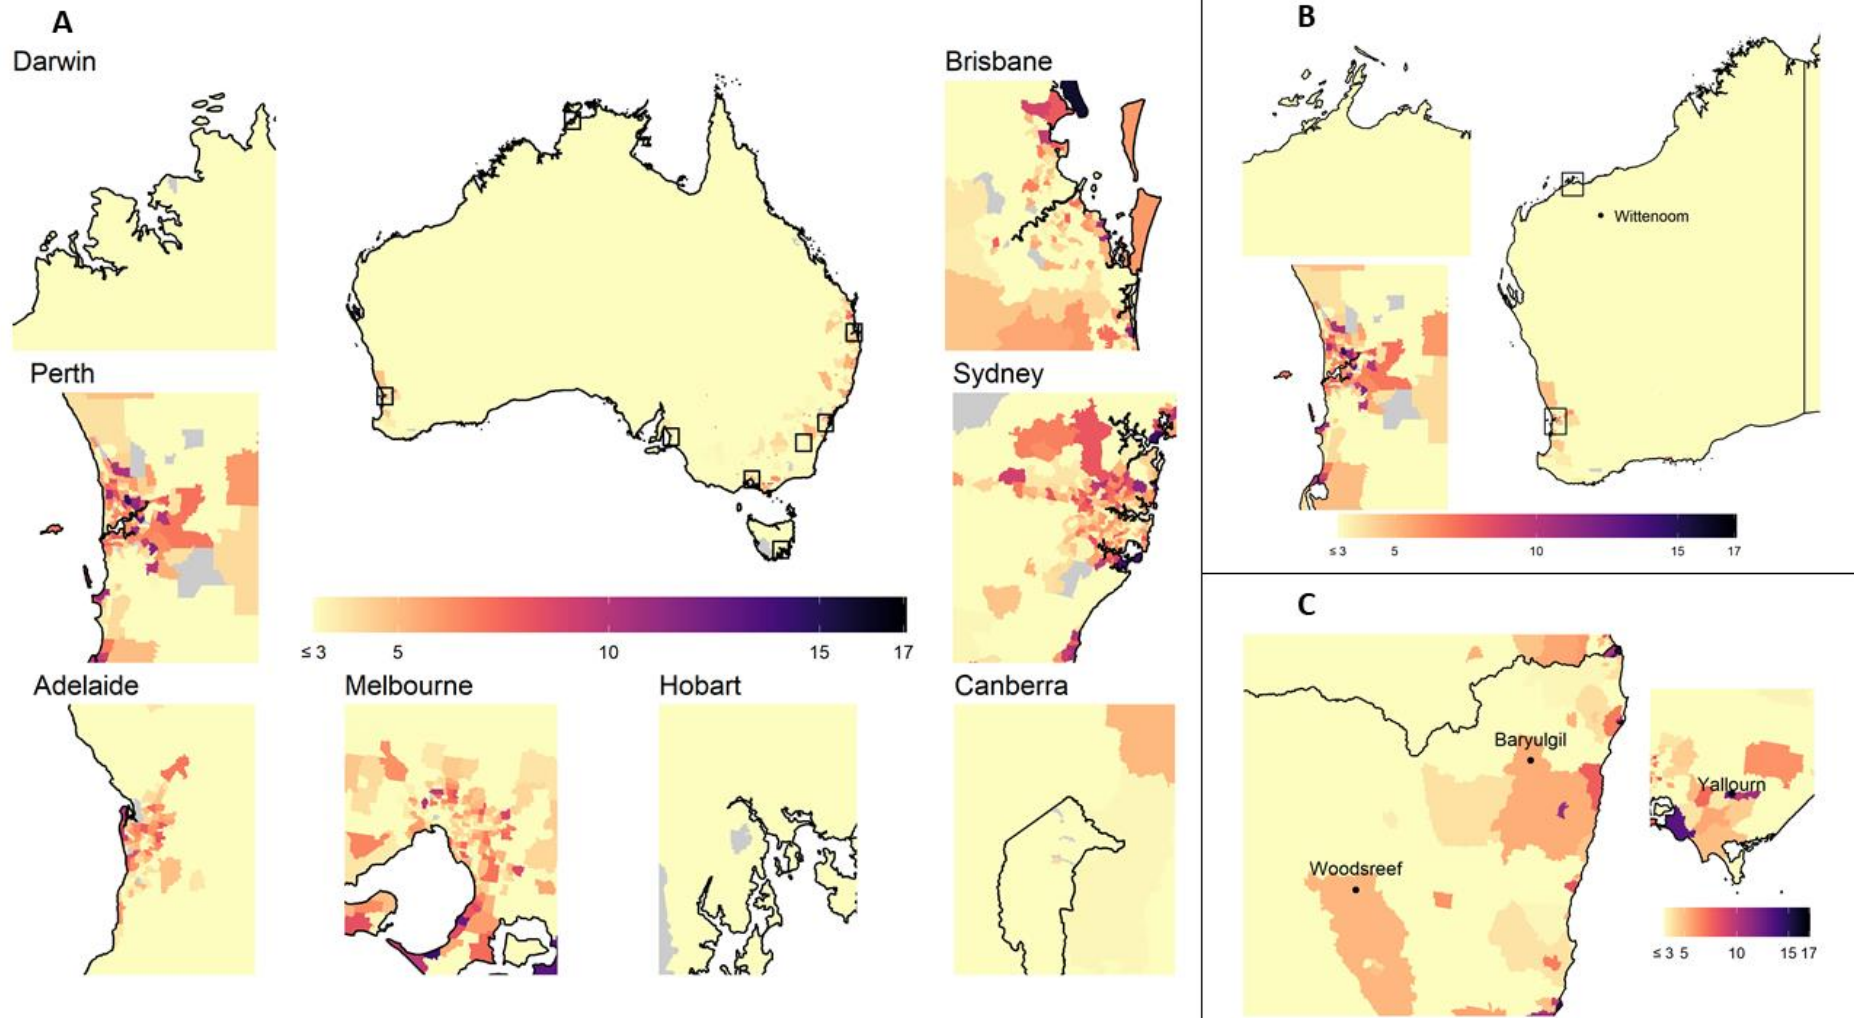 A
Darwin
Brisbane
Perth
Sydney
≤ 3 5 10 15 17
Adelaide
Melbourne
Hobart
Canberra
B
Wittenoom
≤ 3 5 10 15 17
C
Baryulgil
Yallourn
Woodsreef
≤ 3 5 10 15 17